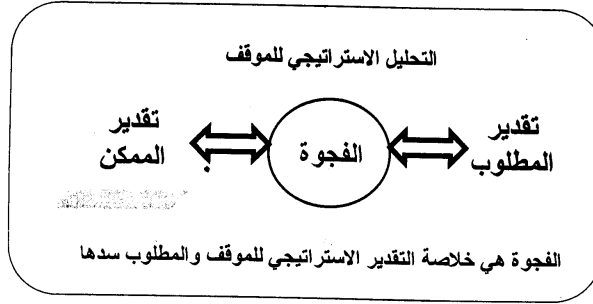 التحليل الاستراتيجي للموقف
تقدير المطلوب
الفجوة
تقدير الممكن
الفجوة هي خلاصة التقدير الاستراتيجي للموقف والمطلوب سدها